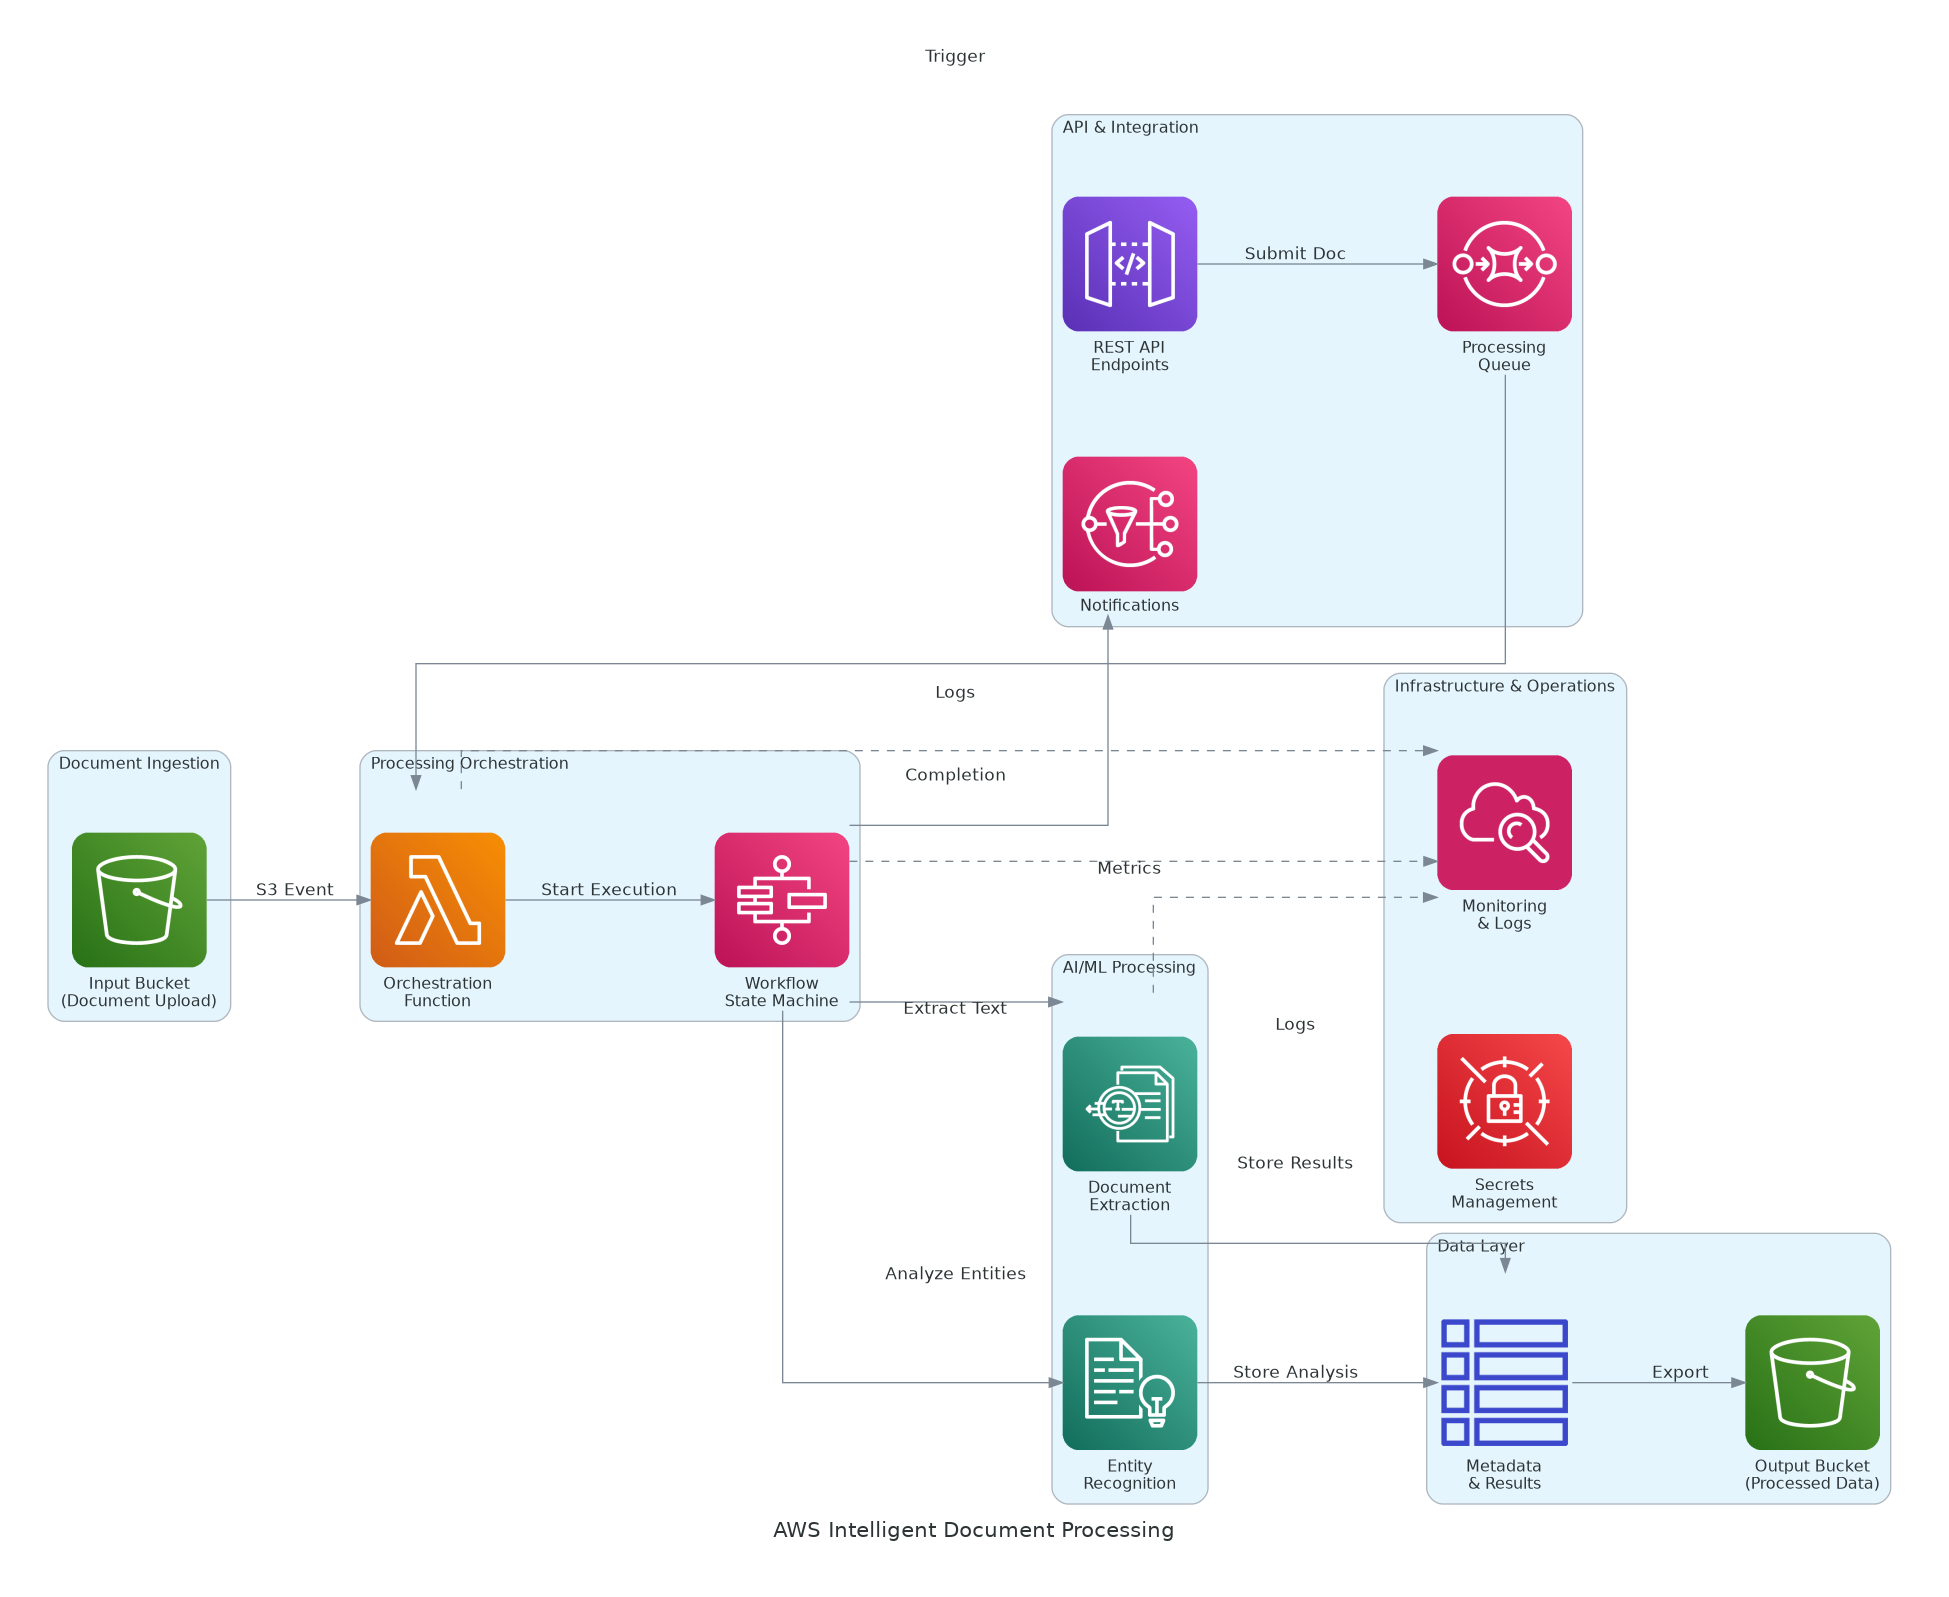 Trigger
API & Integration
Submit Doc
REST API
Endpoints
Processing
Queue
Notifications
Logs
Infrastructure & Operations
Document Ingestion
Processing Orchestration
Completion
Metrics
S3 Event
Start Execution
Monitoring
& Logs
Input Bucket
(Document Upload)
Orchestration
Function
Workflow
State Machine
AI/ML Processing
Extract Text
Logs
Document
Extraction
Store Results
Secrets
Management
Data Layer
Analyze Entities
Store Analysis
Export
Entity
Recognition
Metadata
& Results
Output Bucket
(Processed Data)
AWS Intelligent Document Processing